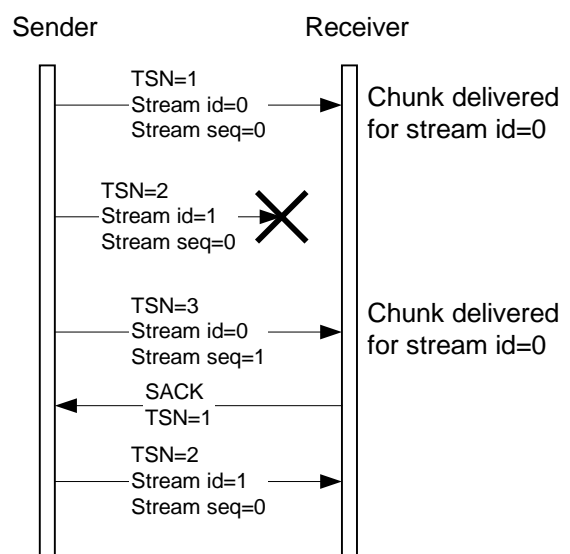 Sender
Receiver
TSN=1
Stream id=0
Stream seq=0
Chunk delivered
for stream id=0
TSN=2
Stream id=1
Stream seq=0
TSN=3
Stream id=0
Stream seq=1
Chunk delivered
for stream id=0
SACK
TSN=1
TSN=2
Stream id=1
Stream seq=0